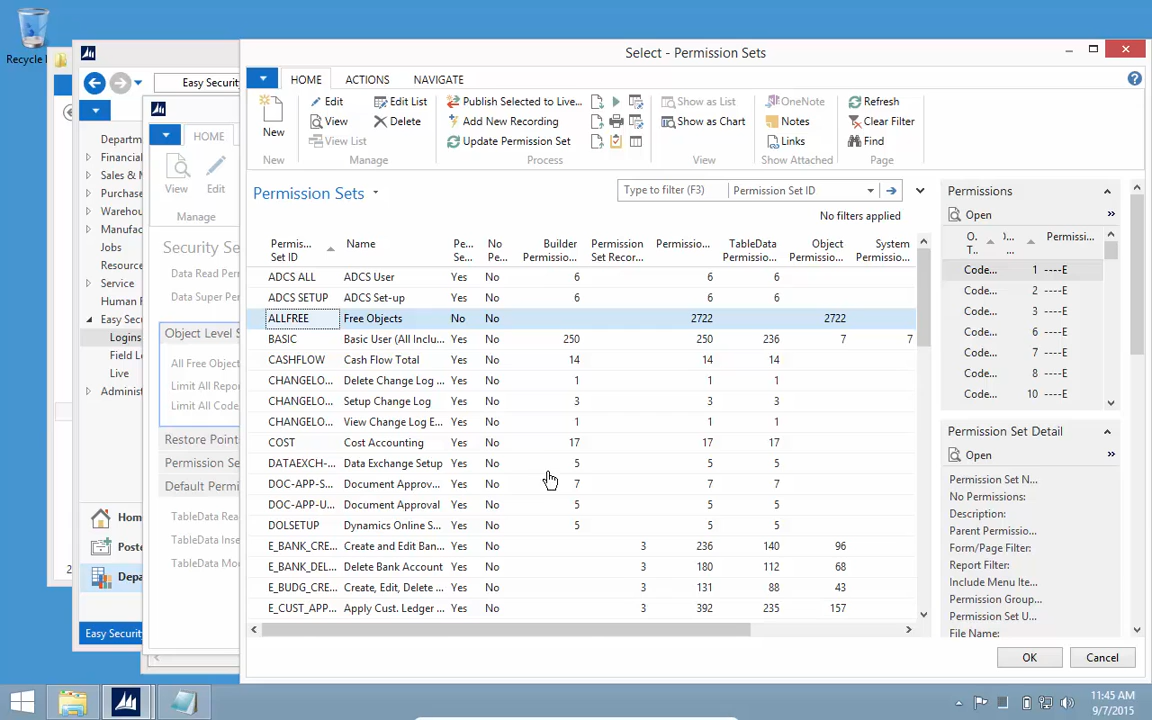 Recycle
Select - Permission Sets
HOME
ACTIONS
NAVIGATE
New
New
Edit
View
View List
Edit List
Delete
Manage
Publish Selected to Live...
Add New Recording
Update Permission Set
Process
Show as List
Show as Chart
View
OneNote
Notes
Links
Show Attached
Refresh
Clear Filter
Find
Page
Easy Securit
HOME
View
Edit
Manage
Security Se
Data Read Per
Data Super Per
Object Level S
All Free Objec
Limit All Repor
Limit All Code
Restore Points
Permission Se
Default Permi
TableData Rea
TableData Inse
TableData Mo
Depart
Financial
Sales & M
Purchase
Warehou
Manufac
Jobs
Resource
Service
Human R
Easy Sec
Logins
Field Lo
Live
Adminis
Hom
Poste
Depa
Easy Security
2
Permission Sets
Type to filter (F3)
Permission Set ID
No filters applied
Permis... Set ID Name Pe... Se... No Pe... Builder Permissio... Permission Set Recor... Permissio... TableData Permissio... Object Permissio... System Permissio...
ADCS ALL ADCS User Yes No 6 6 6
ADCS SETUP ADCS Set-up Yes No 6 6 6
ALLFREE Free Objects No No 2722 2722
BASIC Basic User (All Inclu... Yes No 250 250 236 7 7
CASHFLOW Cash Flow Total Yes No 14 14 14
CHANGELO... Delete Change Log ... Yes No 1 1 1
CHANGELO... Setup Change Log Yes No 3 3 3
CHANGELO... View Change Log E... Yes No 1 1 1
COST Cost Accounting Yes No 17 17 17
DATAEXCH-... Data Exchange Setup Yes No 5 5 5
DOC-APP-S... Document Approv... Yes No 7 7 7
DOC-APP-U... Document Approval Yes No 5 5 5
DOLSETUP Dynamics Online S... Yes No 5 5 5
E_BANK_CRE... Create and Edit Ban... Yes No 3 236 140 96
E_BANK_DEL... Delete Bank Account Yes No 3 180 112 68
E_BUDG_CRE... Create, Edit, Delete ... Yes No 3 131 88 43
E_CUST_APP... Apply Cust. Ledger ... Yes No 3 392 235 157
Permissions
Open
O. T... )... Permissi...
Code... 1 ----E
Code... 2 ----E
Code... 3 ----E
Code... 6 ----E
Code... 7 ----E
Code... 8 ----E
Code... 10 ----E
Permission Set Detail
Open
Permission Set N...
No Permissions:
Description:
Parent Permissio...
Form/Page Filter:
Report Filter:
Include Menu Ite...
Permission Group...
Permission Set U...
File Name:
OK
Cancel
11:45 AM
9/7/2015